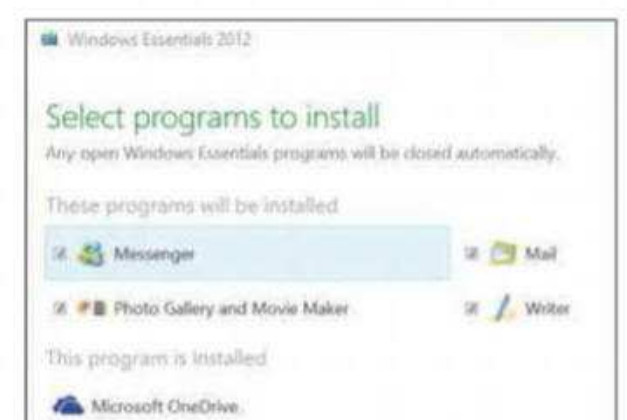 Windows Essentials 2012
Select programs to install
Any open Windows Essentials programs will be closed automatically.
These programs will be installed
Messenger Mail
Photo Gallery and Movie Maker Writer
This program is installed
Microsoft OneDrive